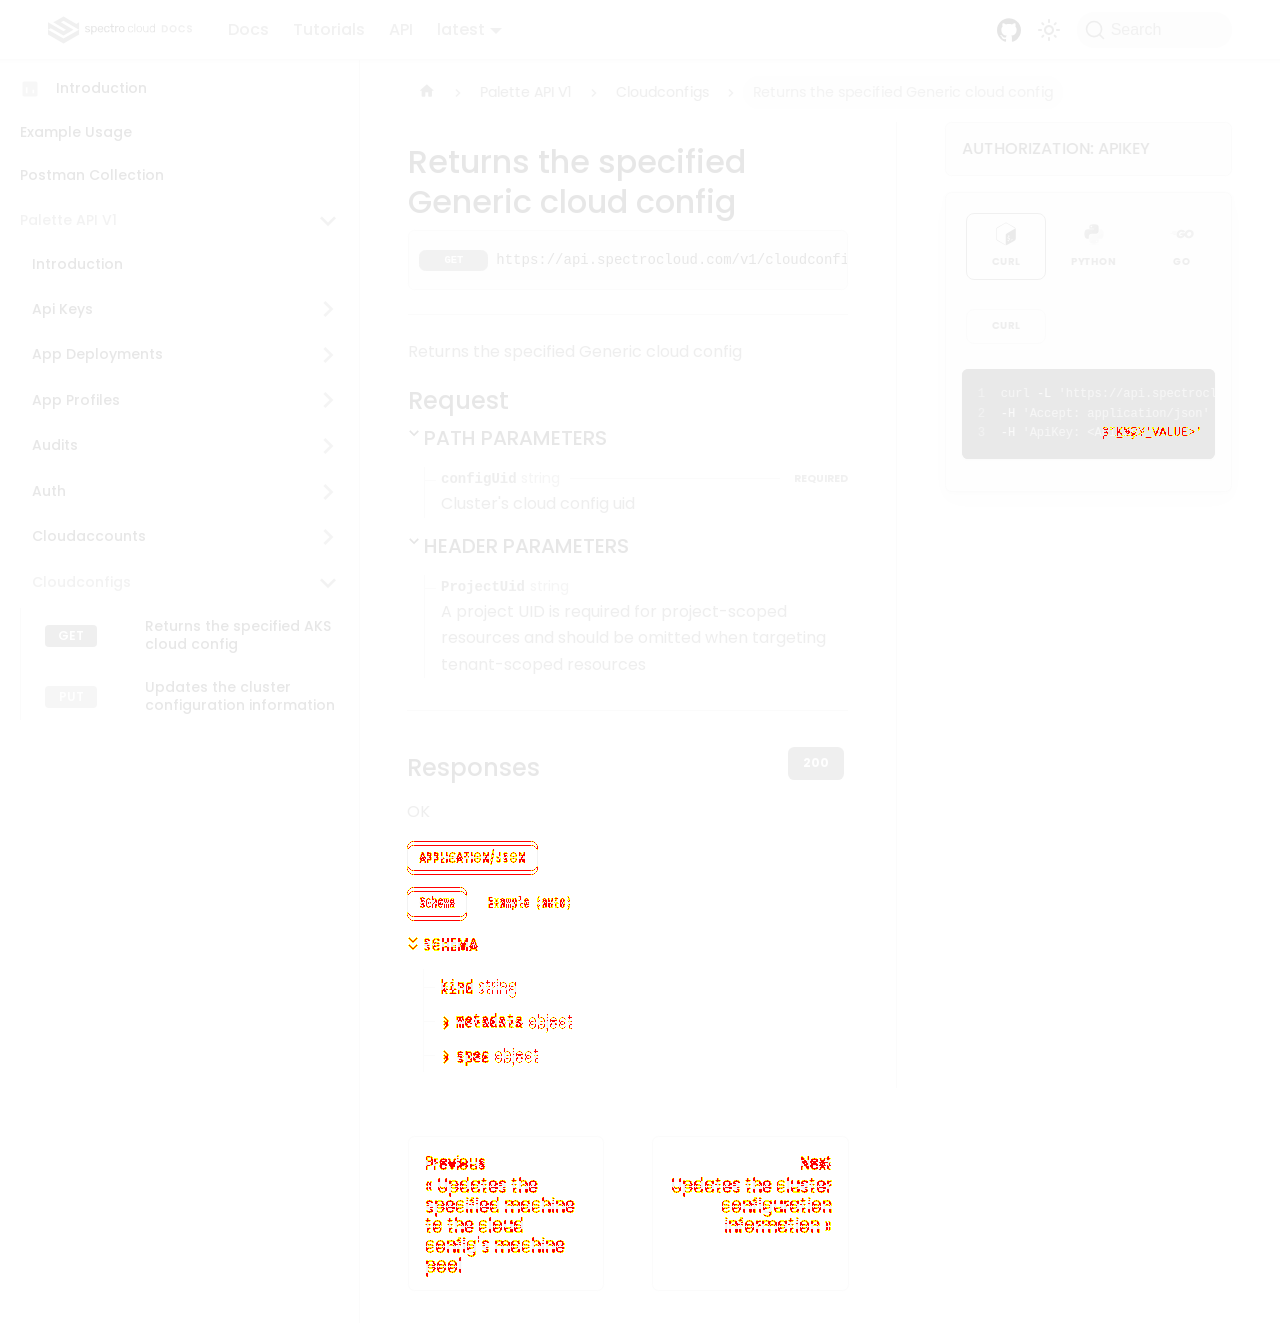 spectro cloud DOCS
Docs
Tutorials
API
latest
Search
Introduction
Example Usage
Postman Collection
Palette API V1
Introduction
Api Keys
App Deployments
App Profiles
Audits
Auth
Cloudaccounts
Cloudconfigs
GET
Returns the specified AKS
cloud config
PUT
Updates the cluster
configuration information
Palette API V1
Cloudconfigs
Returns the specified Generic cloud config
Returns the specified
Generic cloud config
GET
https://api.spectrocloud.com/v1/cloudconfi
Returns the specified Generic cloud config
Request
PATH PARAMETERS
configUid string
REQUIRED
Cluster's cloud config uid
HEADER PARAMETERS
ProjectUid string
A project UID is required for project-scoped
resources and should be omitted when targeting
tenant-scoped resources
Responses
200
OK
APPLICATION/JSON
Schema
Example (auto)
SCHEMA
kind string
metadata object
spec object
Previous
« Updates the
specified machine
to the cloud
config's machine
pool
Next
Updates the cluster
configuration
information »
AUTHORIZATION: APIKEY
CURL
PYTHON
GO
GO
CURL
1 curl -L 'https://api.spectrocl
2 -H 'Accept: application/json'
3 -H 'ApiKey: <A